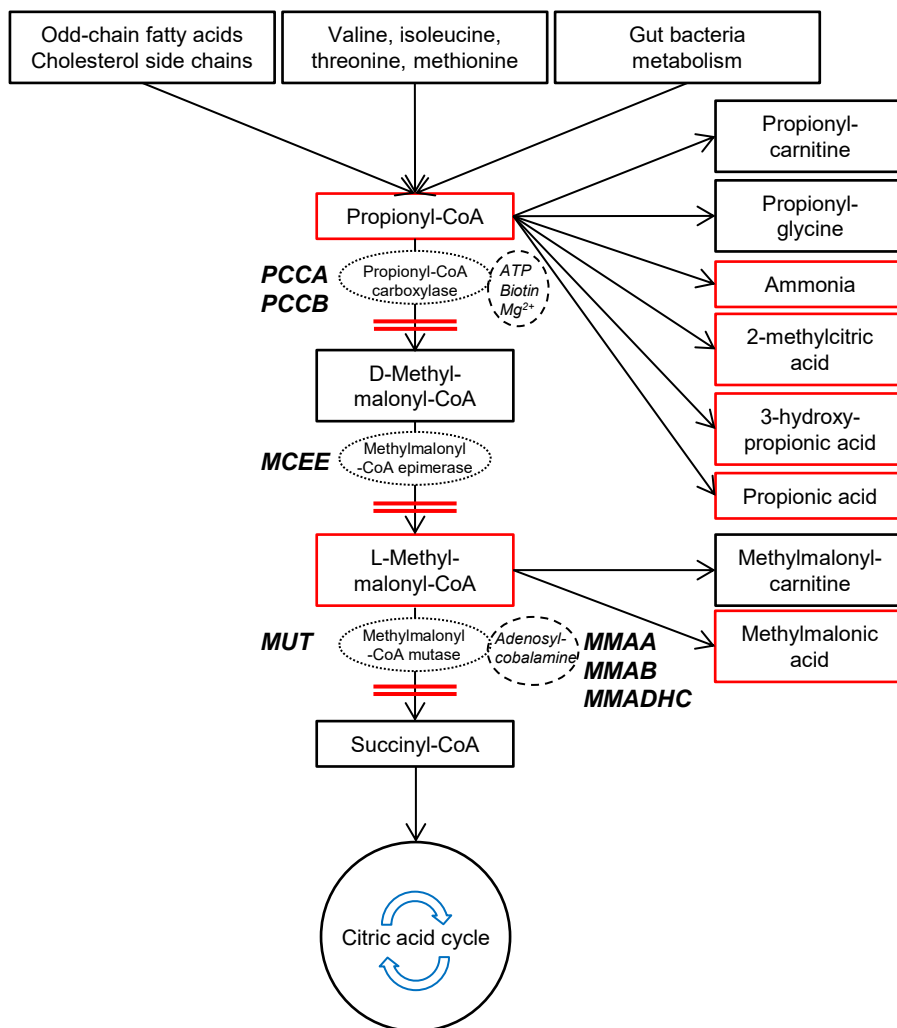 Odd-chain fatty acids
Cholesterol side chains
Valine, isoleucine,
threonine, methionine
Gut bacteria
metabolism
Propionyl-
carnitine
Propionyl-CoA
Propionyl-
glycine
PCCA
PCCB
Propionyl-CoA
carboxylase
ATP
Biotin
Mg²⁺
Ammonia
2-methylcitric
acid
D-Methyl-
malonyl-CoA
3-hydroxy-
propionic acid
MCEE
Methylmalonyl
-CoA epimerase
Propionic acid
L-Methyl-
malonyl-CoA
Methylmalonyl-
carnitine
MUT
Methylmalonyl
-CoA mutase
Adenosyl-
cobalamine
MMAA
MMAB
MMADHC
Methylmalonic
acid
Succinyl-CoA
Citric acid cycle